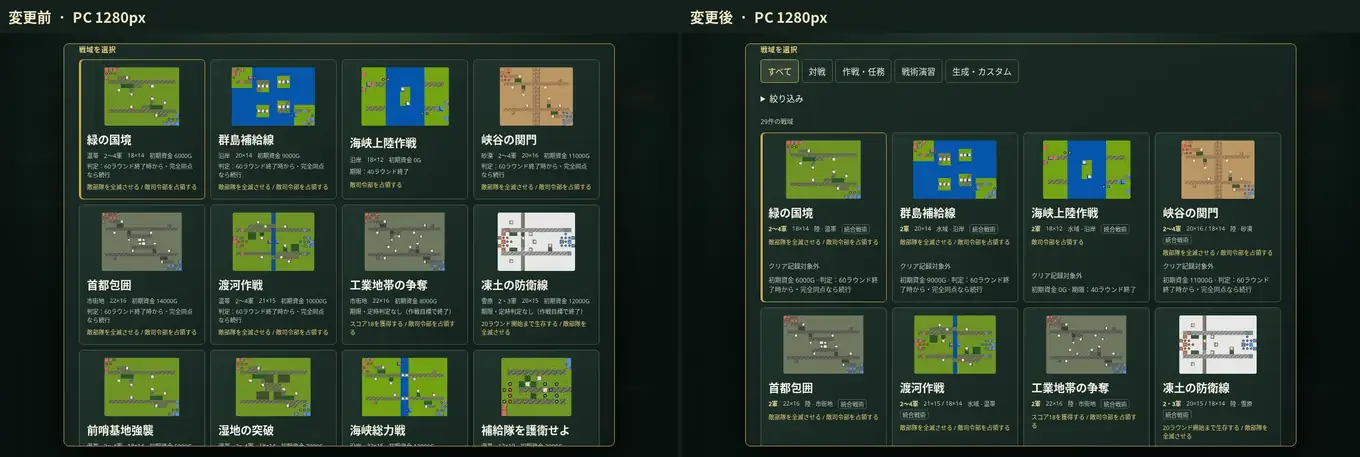 変更前 · PC 1280px
戦域を選択
緑の国境
温帯 2〜4軍 18×14 初期資金 6000G
判定：60ラウンド終了時から・完全同点
なら続行
敵部隊を全滅させる / 敵司令部を占領する
群島補給線
沿岸 20×14 初期資金 9000G
判定：60ラウンド終了時から・完全同点
なら続行
敵部隊を全滅させる / 敵司令部を占領する
海峡上陸作戦
沿岸 18×12 初期資金 0G
期限：40ラウンド終了
敵司令部を占領する
峡谷の関門
砂漠 2〜4軍 20×16 初期資金 11000G
判定：60ラウンド終了時から・完全同点
なら続行
敵部隊を全滅させる / 敵司令部を占領する
首都包囲
市街地 22×16 初期資金 14000G
判定：60ラウンド終了時から・完全同点
なら続行
敵部隊を全滅させる / 敵司令部を占領する
渡河作戦
温帯 2〜4軍 21×15 初期資金 10000G
判定：60ラウンド終了時から・完全同点
なら続行
敵部隊を全滅させる / 敵司令部を占領する
工業地帯の争奪
市街地 22×16 初期資金 8000G
期限・定時判定なし（作戦目標で終了）
スコア18を獲得する / 敵司令部を占領す
る
凍土の防衛線
雪原 2・3軍 20×15 初期資金 12000G
期限・定時判定なし（作戦目標で終了）
20ラウンド開始まで生存する / 敵部隊を
全滅させる
前哨基地強襲
湿地の突破
海峡総力戦
補給隊を護衛せよ
変更後 · PC 1280px
戦域を選択
すべて
対戦
作戦・任務
戦術演習
生成・カスタム
▶ 絞り込み
29件の戦域
緑の国境
2〜4軍 18×14 陸 · 温帯 統合戦術
敵部隊を全滅させる / 敵司令部を占領する
クリア記録対象外
初期資金 6000G · 判定：60ラウンド終
了時から・完全同点なら続行
群島補給線
2軍 20×14 水域 · 沿岸 統合戦術
敵部隊を全滅させる / 敵司令部を占領する
クリア記録対象外
初期資金 9000G · 判定：60ラウンド終
了時から・完全同点なら続行
海峡上陸作戦
2軍 18×12 水域 · 沿岸 統合戦術
敵司令部を占領する
クリア記録対象外
初期資金 0G · 期限：40ラウンド終了
峡谷の関門
2〜4軍 20×16 / 18×14 陸 · 砂漠
統合戦術
敵部隊を全滅させる / 敵司令部を占領する
クリア記録対象外
初期資金 11000G · 判定：60ラウンド終
了時から・完全同点なら続行
首都包囲
2軍 22×16 陸 · 市街地 統合戦術
敵部隊を全滅させる / 敵司令部を占領する
渡河作戦
2〜4軍 21×15 / 18×14 水域 · 温帯
統合戦術
敵部隊を全滅させる / 敵司令部を占領する
工業地帯の争奪
2軍 22×16 陸 · 市街地 統合戦術
スコア18を獲得する / 敵司令部を占領す
る
凍土の防衛線
2・3軍 20×15 / 18×14 陸 · 雪原
統合戦術
20ラウンド開始まで生存する / 敵部隊を
全滅させる